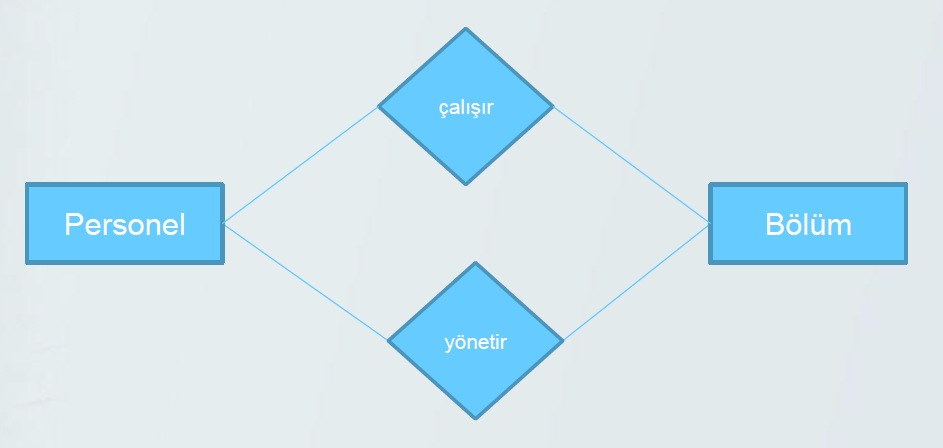 çalışır
Personel
Bölüm
yönetir